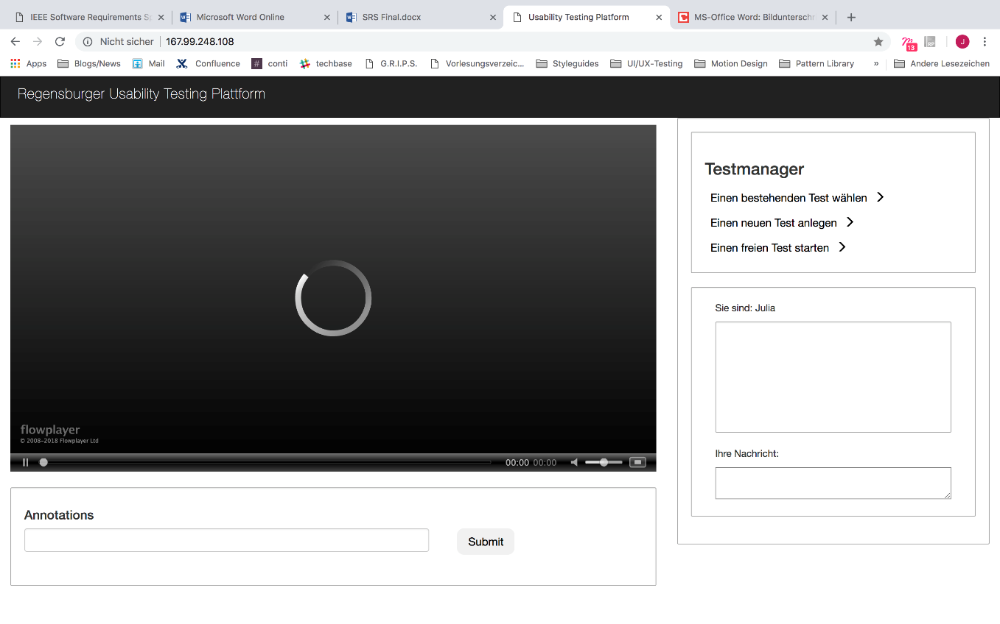 IEEE Software Requirements Sp
Microsoft Word Online
SRS Final.docx
Usability Testing Platform
MS-Office Word: Bildunterschr
Nicht sicher 167.99.248.108
13
RP
J
Apps Blogs/News Mail Confluence # conti techbase G.R.I.P.S. Vorlesungsverzeic... Styleguides UI/UX-Testing Motion Design Pattern Library » Andere Lesezeichen
Regensburger Usability Testing Plattform
flowplayer
© 2008-2018 Flowplayer Ltd
00:00 00:00
Annotations
Submit
Testmanager
Einen bestehenden Test wählen
Einen neuen Test anlegen
Einen freien Test starten
Sie sind: Julia
Ihre Nachricht: